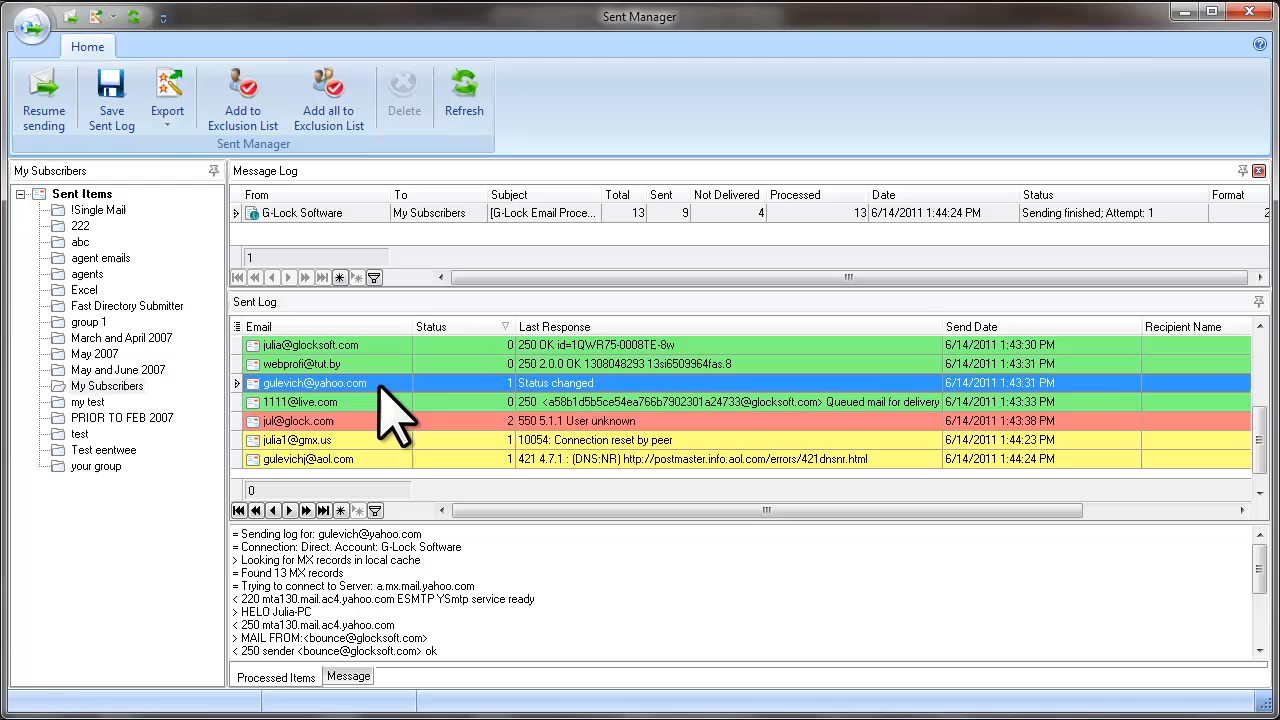 Sent Manager
Home
Resume sending
Save Sent Log
Export
Add to Exclusion List
Add all to Exclusion List
Delete
Refresh
Sent Manager
My Subscribers
Sent Items
!Single Mail
222
abc
agent emails
agents
Excel
Fast Directory Submitter
group 1
March and April 2007
May 2007
May and June 2007
My Subscribers
my test
PRIOR TO FEB 2007
test
Test eentwee
your group
Message Log
From To Subject Total Sent Not Delivered Processed Date Status Format
G-Lock Software My Subscribers [G-Lock Email Proce... 13 9 4 13 6/14/2011 1:44:24 PM Sending finished; Attempt: 1 2
1
Sent Log
Email Status Last Response Send Date Recipient Name
julia@glocksoft.com 0 250 OK id=1QWR75-0008TE-8w 6/14/2011 1:43:30 PM
webprofi@tut.by 0 250 2.0.0 OK 1308048293 13si6509964fas.8 6/14/2011 1:43:31 PM
gulevich@yahoo.com 1 Status changed 6/14/2011 1:43:31 PM
1111@live.com 0 250 <a58b1d5b5ce54ea766b7902301a24733@glocksoft.com> Queued mail for delivery 6/14/2011 1:43:31 PM
jul@glock.com 2 550 5.1.1 User unknown 6/14/2011 1:43:38 PM
julia1@gmx.us 1 10054: Connection reset by peer 6/14/2011 1:44:23 PM
gulevichj@aol.com 1 421 4.7.1 : (DNS:NR) http://postmaster.info.aol.com/errors/421dnsnr.html 6/14/2011 1:44:24 PM
0
= Sending log for: gulevich@yahoo.com
= Connection: Direct. Account: G-Lock Software
> Looking for MX records in local cache
= Found 13 MX records
= Trying to connect to Server: a.mx.mail.yahoo.com
< 220 mta130.mail.ac4.yahoo.com ESMTP YSmtp service ready
> HELO Julia-PC
< 250 mta130.mail.ac4.yahoo.com
> MAIL FROM:<bounce@glocksoft.com>
< 250 sender <bounce@glocksoft.com> ok
Processed Items Message